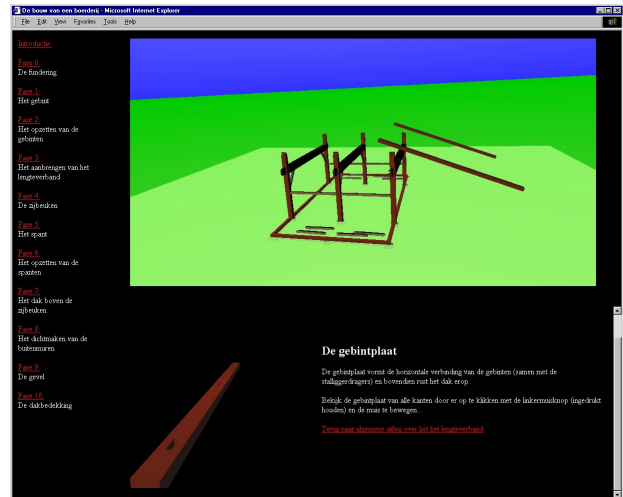 De bouw van een boerderij - Microsoft Internet Explorer
File Edit View Favorites Tools Help
Introductie:
Fase 0:
De fundering
Fase 1:
Het gebint
Fase 2:
Het opzetten van de
gebinten
Fase 3:
Het aanbrengen van het
lengteverband
Fase 4:
De zijbeuken
Fase 5:
Het spant
Fase 6:
Het opzetten van de
spanten
Fase 7:
Het dak boven de
zijbeuken
Fase 8:
Het dichtmaken van de
buitenmuren
Fase 9:
De gevel
Fase 10:
De dakbedekking
De gebintplaat
De gebintplaat vormt de horizontale verbinding van de gebinten (samen met de
stalliggerdragers) en bovendien rust het dak erop.
Bekijk de gebintplaat van alle kanten door er op te klikken met de linkermuisknop (ingedrukt
houden) en de muis te bewegen...
Terug naar algemene uitleg over het het lengteverband